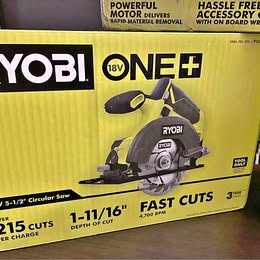 POWERFUL
MOTOR DELIVERS
RAPID MATERIAL REMOVAL
HASSLE FREE
ACCESSORY
WITH ON BOARD WR
RYOBI 18V ONE+
RYOBI
5-1/2" Circular Saw
215 CUTS
PER CHARGE
1-11/16"
DEPTH OF CUT
FAST CUTS
4,700 RPM
TOOL ONLY
3 YEAR